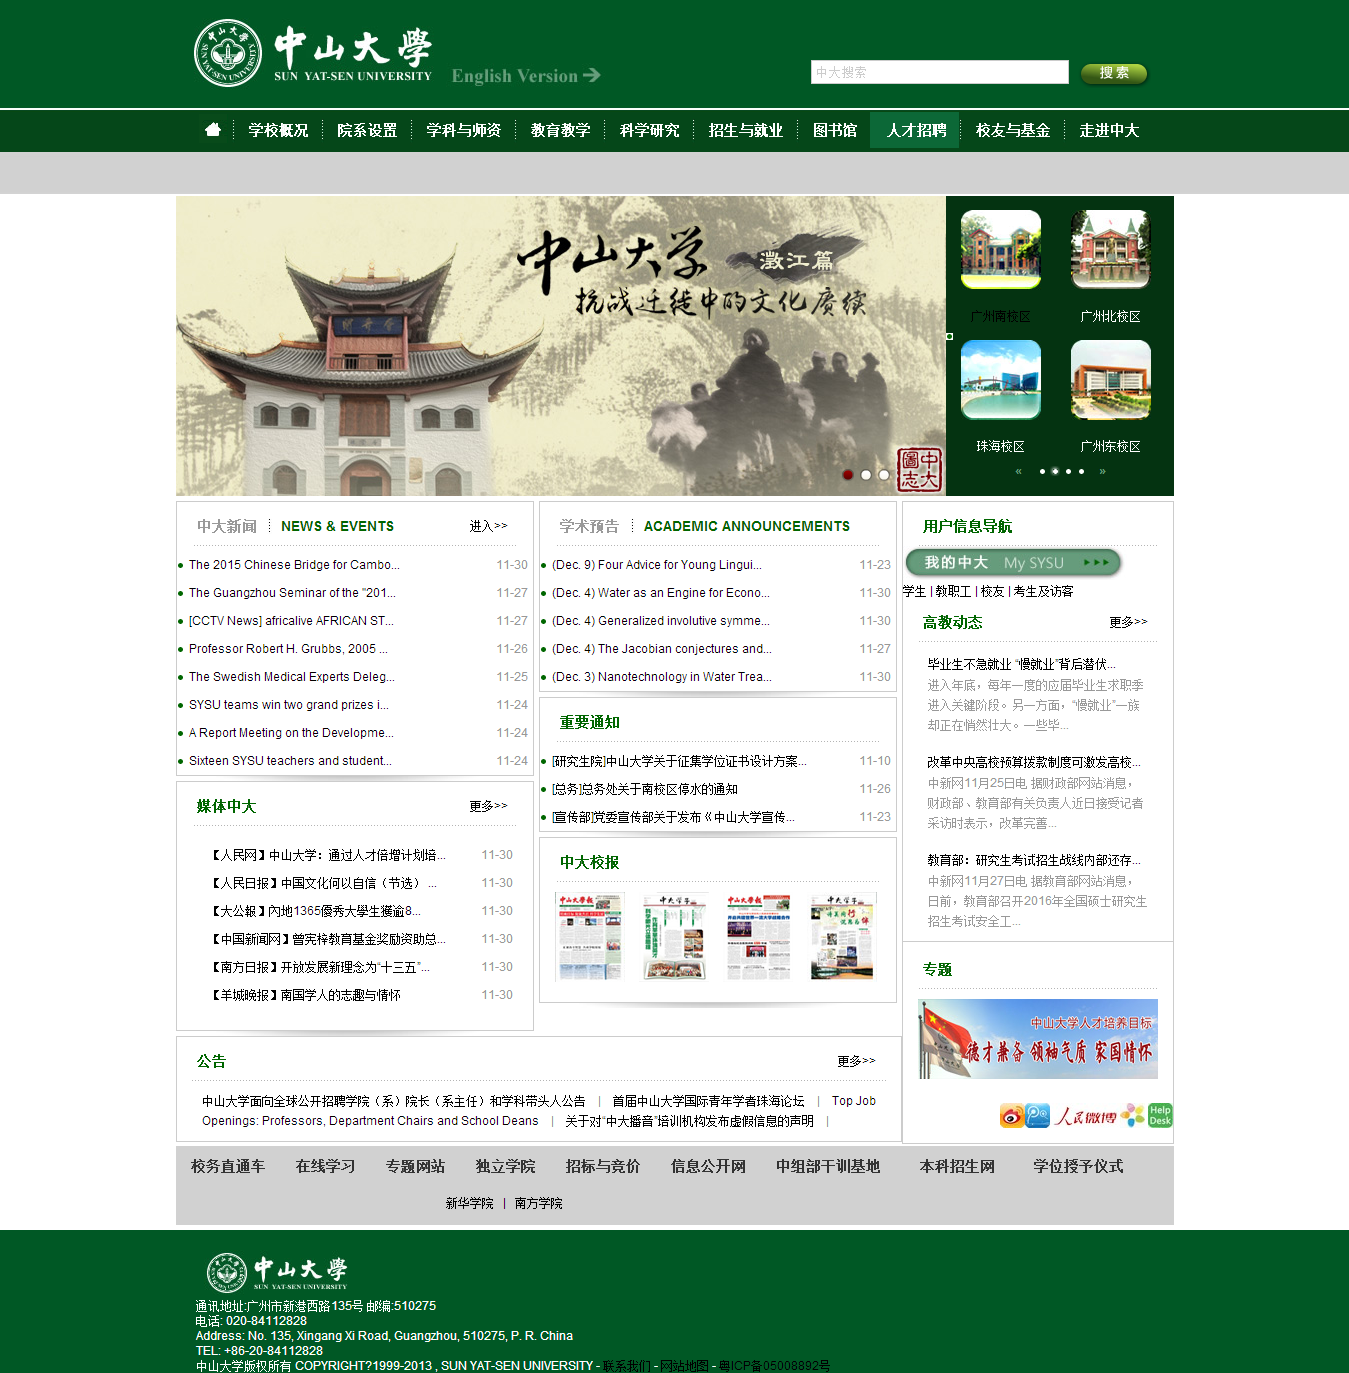 中山大學
SUN YAT-SEN UNIVERSITY
English Version
中大搜索
搜 索
学校概况 院系设置 学科与师资 教育教学 科学研究 招生与就业 图书馆 人才招聘 校友与基金 走进中大
中山大学 澂江篇
抗战迁徙中的文化赓续
中大圖志
广州南校区 广州北校区
珠海校区 广州东校区
« »
中大新闻 NEWS & EVENTS 进入>>
The 2015 Chinese Bridge for Cambo... 11-30
The Guangzhou Seminar of the "201... 11-27
[CCTV News] africalive AFRICAN ST... 11-27
Professor Robert H. Grubbs, 2005 ... 11-26
The Swedish Medical Experts Deleg... 11-25
SYSU teams win two grand prizes i... 11-24
A Report Meeting on the Developme... 11-24
Sixteen SYSU teachers and student... 11-24
媒体中大 更多>>
【人民网】中山大学：通过人才倍增计划培... 11-30
【人民日报】中国文化何以自信（节选） ... 11-30
【大公報】內地1365優秀大學生獲逾8... 11-30
【中国新闻网】曾宪梓教育基金奖励资助总... 11-30
【南方日报】开放发展新理念为“十三五”... 11-30
【羊城晚报】南国学人的志趣与情怀 11-30
学术预告 ACADEMIC ANNOUNCEMENTS
(Dec. 9) Four Advice for Young Lingui... 11-23
(Dec. 4) Water as an Engine for Econo... 11-30
(Dec. 4) Generalized involutive symme... 11-30
(Dec. 4) The Jacobian conjectures and... 11-27
(Dec. 3) Nanotechnology in Water Trea... 11-30
重要通知
[研究生院]中山大学关于征集学位证书设计方案... 11-10
[总务]总务处关于南校区停水的通知 11-26
[宣传部]党委宣传部关于发布《中山大学宣传... 11-23
中大校报
用户信息导航
我的中大 My SYSU
学生 | 教职工 | 校友 | 考生及访客
高教动态 更多>>
毕业生不急就业 “慢就业”背后潜伏...
进入年底，每年一度的应届毕业生求职季
进入关键阶段。另一方面，“慢就业”一族
却正在悄然壮大。一些毕...
改革中央高校预算拨款制度可激发高校...
中新网11月25日电 据财政部网站消息，
财政部、教育部有关负责人近日接受记者
采访时表示，改革完善...
教育部：研究生考试招生战线内部还存...
中新网11月27日电 据教育部网站消息，
日前，教育部召开2016年全国硕士研究生
招生考试安全工...
专题
中山大学人才培养目标
德才兼备 领袖气质 家国情怀
人民微博
Help
Desk
公告 更多>>
中山大学面向全球公开招聘学院（系）院长（系主任）和学科带头人公告 | 首届中山大学国际青年学者珠海论坛 | Top Job
Openings: Professors, Department Chairs and School Deans | 关于对“中大播音”培训机构发布虚假信息的声明 |
校务直通车 在线学习 专题网站 独立学院 招标与竞价 信息公开网 中组部干训基地 本科招生网 学位授予仪式
新华学院 | 南方学院
中山大學
SUN YAT-SEN UNIVERSITY
通讯地址:广州市新港西路135号 邮编:510275
电话: 020-84112828
Address: No. 135, Xingang Xi Road, Guangzhou, 510275, P. R. China
TEL: +86-20-84112828
中山大学版权所有 COPYRIGHT?1999-2013 , SUN YAT-SEN UNIVERSITY - 联系我们 - 网站地图 - 粤ICP备05008892号